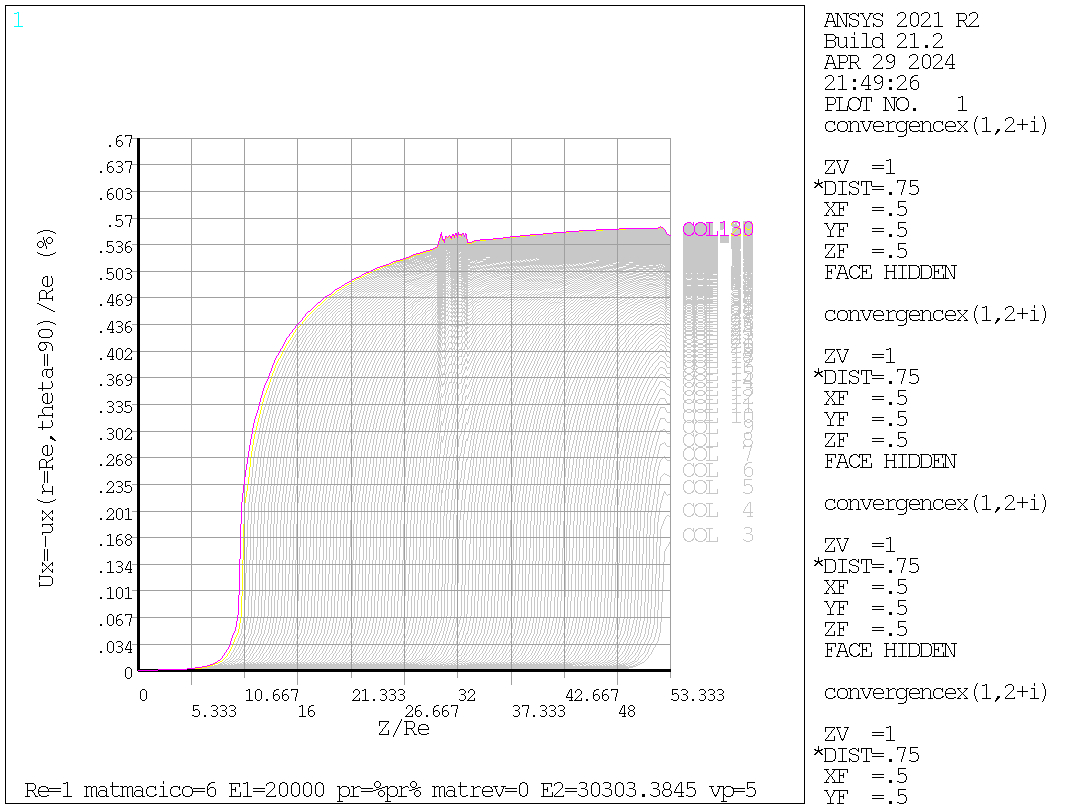 1
ANSYS 2021 R2
Build 21.2
APR 29 2024
21:49:26
PLOT NO. 1
convergencex(1,2+i)
ZV =1
*DIST=.75
XF =.5
YF =.5
ZF =.5
FACE HIDDEN
convergencex(1,2+i)
ZV =1
*DIST=.75
XF =.5
YF =.5
ZF =.5
FACE HIDDEN
convergencex(1,2+i)
ZV =1
*DIST=.75
XF =.5
YF =.5
ZF =.5
FACE HIDDEN
convergencex(1,2+i)
ZV =1
*DIST=.75
XF =.5
YF =.5
Ux=-ux(r=Re,theta=90)/Re (%)
.67
.637
.603
.57
.536
.503
.469
.436
.402
.369
.335
.302
.268
.235
.201
.168
.134
.101
.067
.034
0
COL130
COL 8
COL 7
COL 6
COL 5
COL 4
COL 3
0
5.333
10.667
16
21.333
26.667
32
37.333
42.667
48
53.333
Z/Re
Re=1 matmacico=6 E1=20000 pr=%pr% matrev=0 E2=30303.3845 vp=5